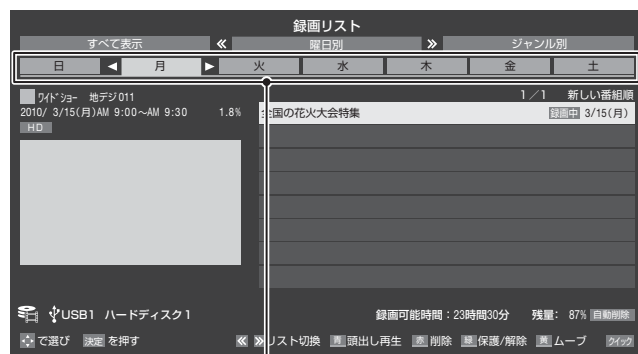 録画リスト
すべて表示 ≪ 曜日別 ≫ ジャンル別
日 ◀ 月 ▶ 火 水 木 金 土
ワイドショー 地デジ011
1／1 新しい番組順
2010/ 3/15(月)AM 9:00～AM 9:30 1.8%
HD
全国の花火大会特集 録画中 3/15(月)
USB1 ハードディスク1
録画可能時間：23時間30分 残量： 87% 自動削除
で選び 決定 を押す ≪ ≫リスト切換 青 頭出し再生 赤 削除 緑 保護/解除 黄 ムーブ クイック